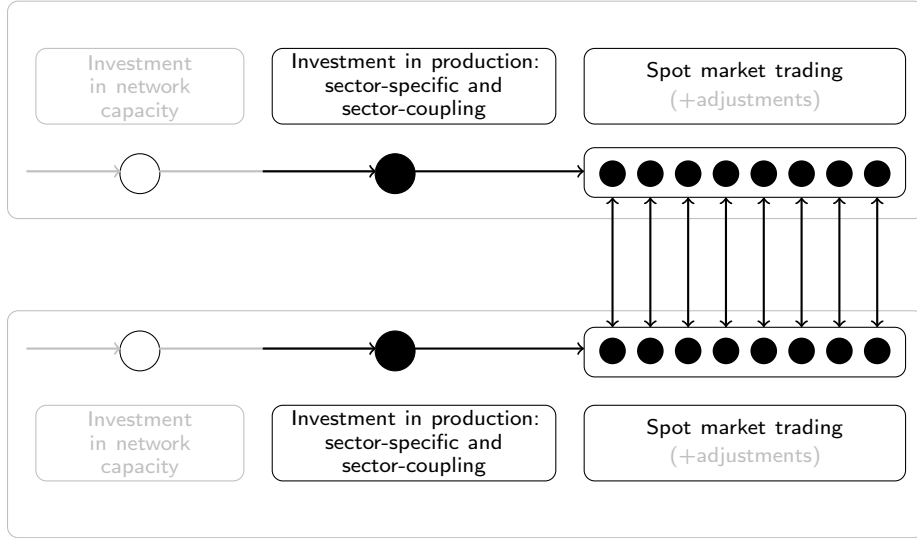 Investment
in network
capacity
Investment in production:
sector-specific and
sector-coupling
Spot market trading
(+adjustments)
Investment
in network
capacity
Investment in production:
sector-specific and
sector-coupling
Spot market trading
(+adjustments)